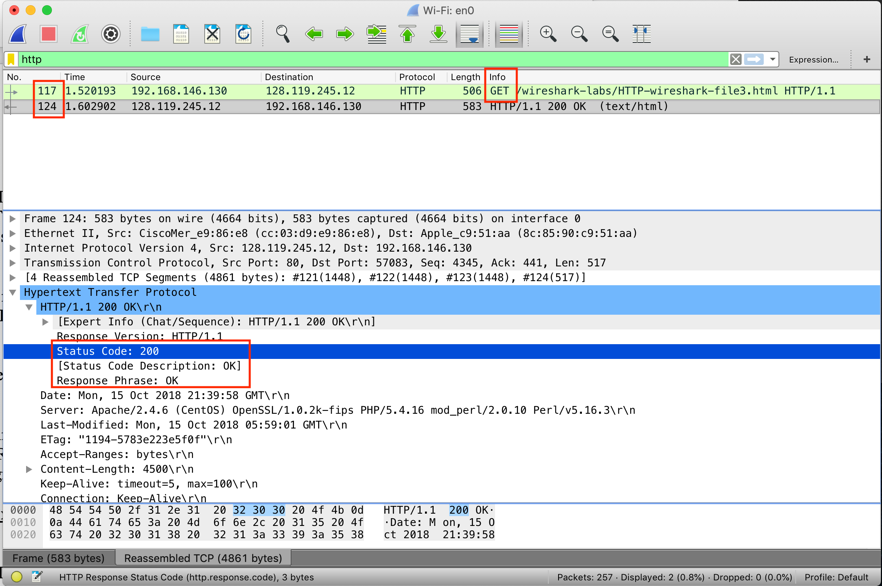 Wi-Fi: en0
http
Expression...
+
No. Time Source Destination Protocol Length Info
117 1.520193 192.168.146.130 128.119.245.12 HTTP 506 GET /wireshark-labs/HTTP-wireshark-file3.html HTTP/1.1
124 1.602902 128.119.245.12 192.168.146.130 HTTP 583 HTTP/1.1 200 OK (text/html)
Frame 124: 583 bytes on wire (4664 bits), 583 bytes captured (4664 bits) on interface 0
Ethernet II, Src: CiscoMer_e9:86:e8 (cc:03:d9:e9:86:e8), Dst: Apple_c9:51:aa (8c:85:90:c9:51:aa)
Internet Protocol Version 4, Src: 128.119.245.12, Dst: 192.168.146.130
Transmission Control Protocol, Src Port: 80, Dst Port: 57083, Seq: 4345, Ack: 441, Len: 517
[4 Reassembled TCP Segments (4861 bytes): #121(1448), #122(1448), #123(1448), #124(517)]
Hypertext Transfer Protocol
HTTP/1.1 200 OK\r\n
[Expert Info (Chat/Sequence): HTTP/1.1 200 OK\r\n]
Response Version: HTTP/1.1
Status Code: 200
[Status Code Description: OK]
Response Phrase: OK
Date: Mon, 15 Oct 2018 21:39:58 GMT\r\n
Server: Apache/2.4.6 (CentOS) OpenSSL/1.0.2k-fips PHP/5.4.16 mod_perl/2.0.10 Perl/v5.16.3\r\n
Last-Modified: Mon, 15 Oct 2018 05:59:01 GMT\r\n
ETag: "1194-5783e223e5f0f"\r\n
Accept-Ranges: bytes\r\n
Content-Length: 4500\r\n
Keep-Alive: timeout=5, max=100\r\n
Connection: Keep-Alive\r\n
0000 48 54 54 50 2f 31 2e 31 20 32 30 30 20 4f 4b 0d HTTP/1.1 200 OK·
0010 0a 44 61 74 65 3a 20 4d 6f 6e 2c 20 31 35 20 4f ·Date: M on, 15 O
0020 63 74 20 32 30 31 38 20 32 31 3a 33 39 3a 35 38 ct 2018 21:39:58
Frame (583 bytes) Reassembled TCP (4861 bytes)
HTTP Response Status Code (http.response.code), 3 bytes Packets: 257 · Displayed: 2 (0.8%) · Dropped: 0 (0.0%) Profile: Default